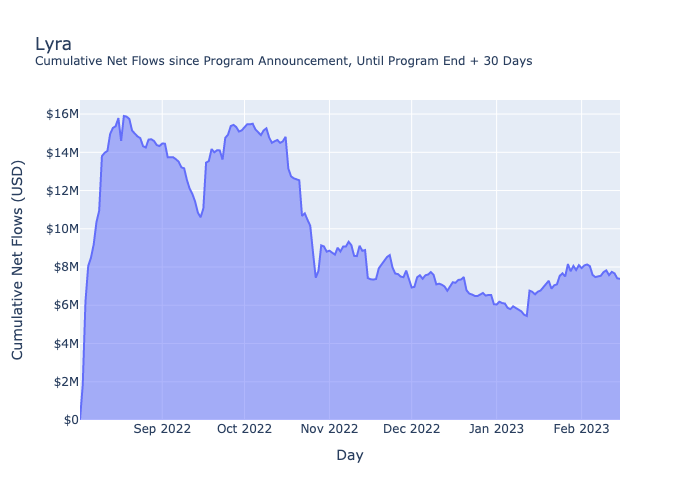 Lyra
Cumulative Net Flows since Program Announcement, Until Program End + 30 Days
$16M
$14M
$12M
$10M
$8M
$6M
$4M
$2M
$0
Cumulative Net Flows (USD)
Sep 2022
Oct 2022
Nov 2022
Dec 2022
Jan 2023
Feb 2023
Day